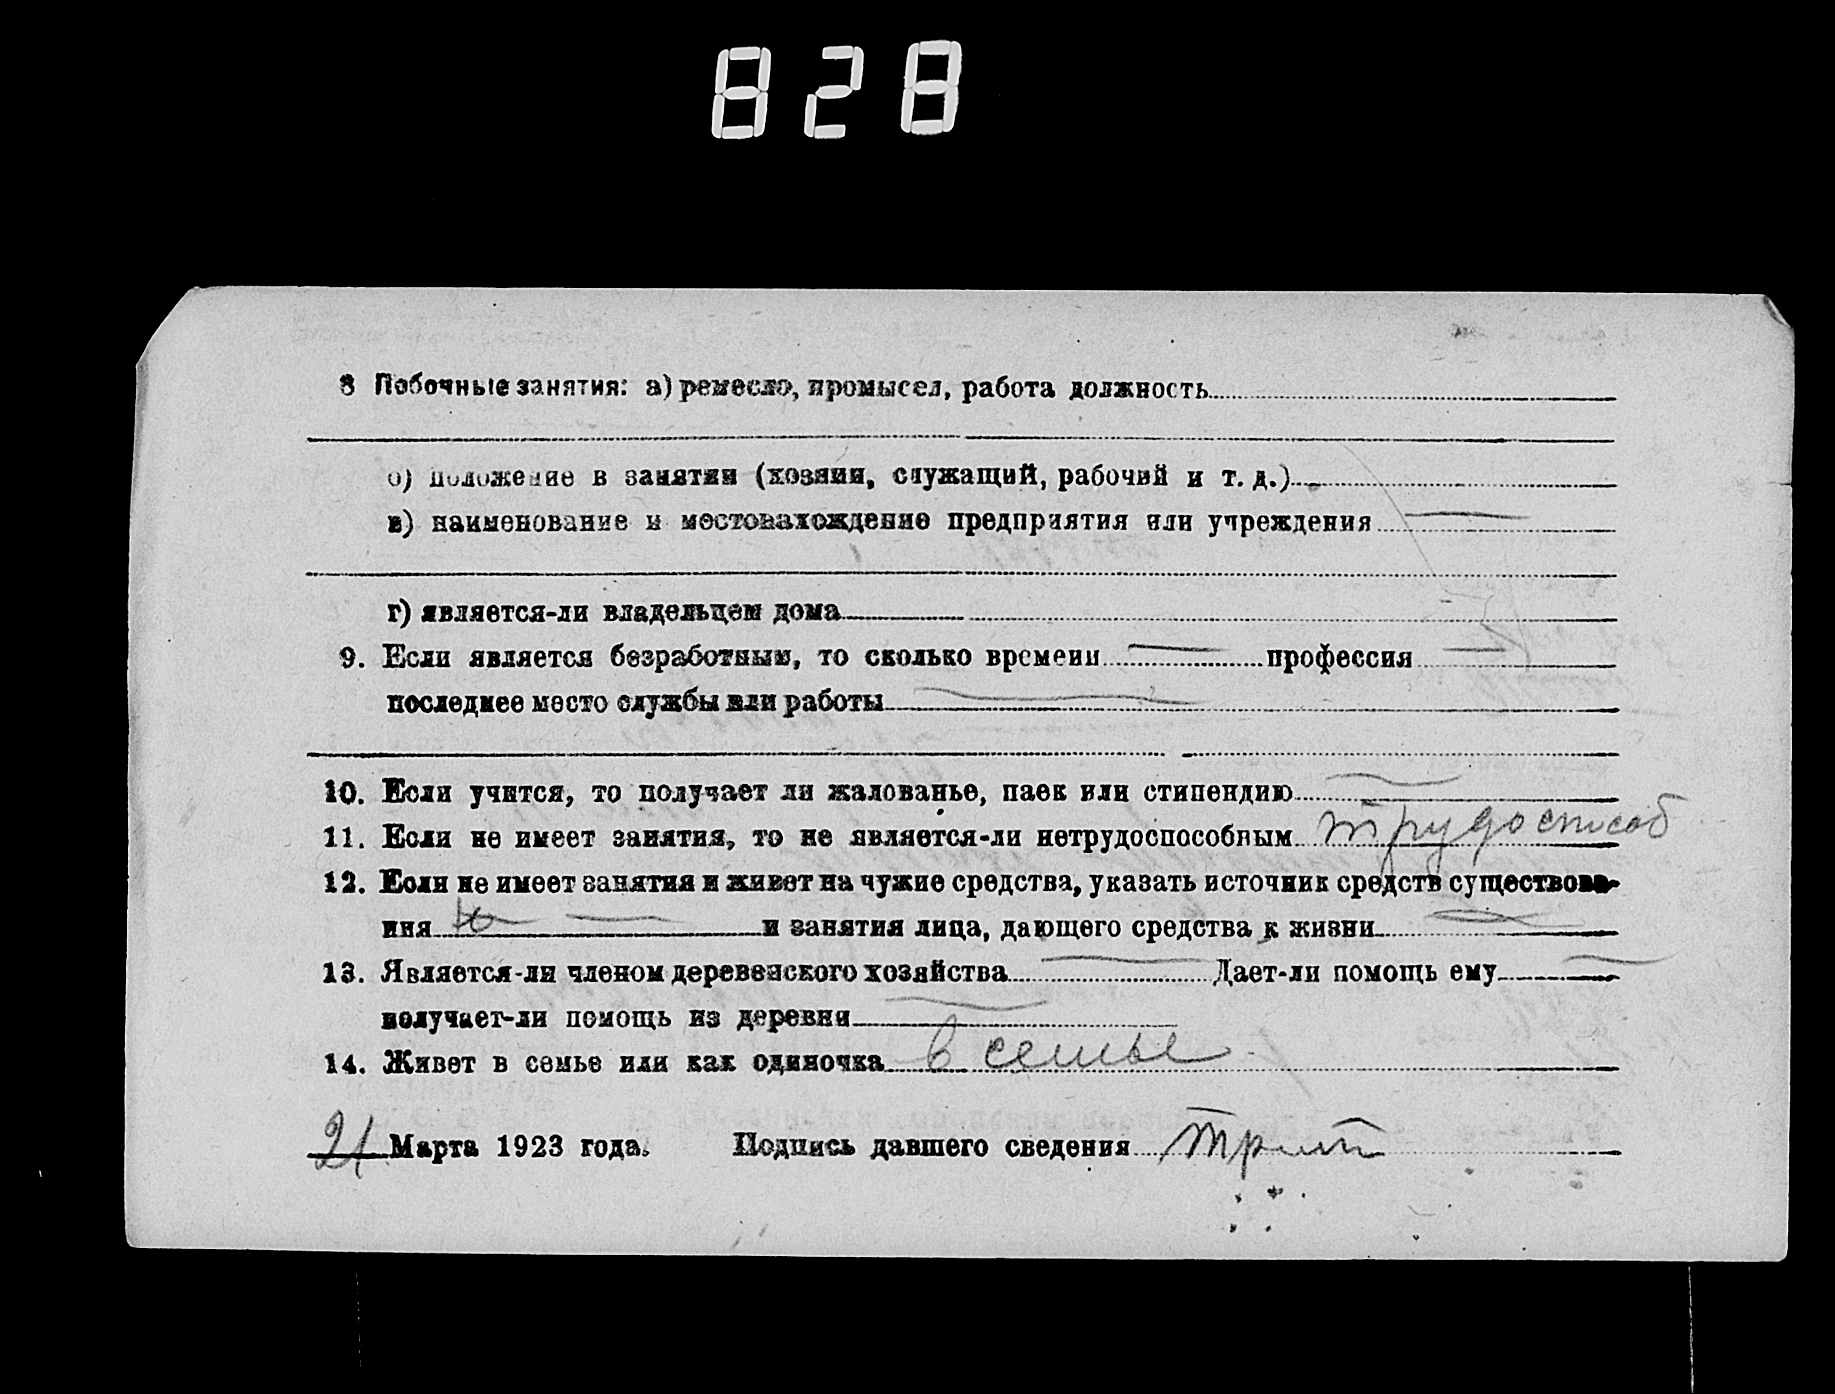 828
8 Побочные занятия: а) ремесло, промысел, работа должность
б) положение в занятии (хозяин, служащий, рабочий и т. д.)
в) наименование и местонахождение предприятия или учреждения —
г) является-ли владельцем дома
9. Если является безработным, то сколько времени — профессия —
последнее место службы или работы —
10. Если учится, то получает ли жалованье, паек или стипендию —
11. Если не имеет занятия, то не является-ли нетрудоспособным трудоспособ
12. Если не имеет занятия и живет на чужие средства, указать источник средств существова-
ния — и занятия лица, дающего средства к жизни —
13. Является-ли членом деревенского хозяйства — Дает-ли помощь ему —
получает-ли помощь из деревни —
14. Живет в семье или как одиночка в семье
21 Марта 1923 года. Подпись давшего сведения